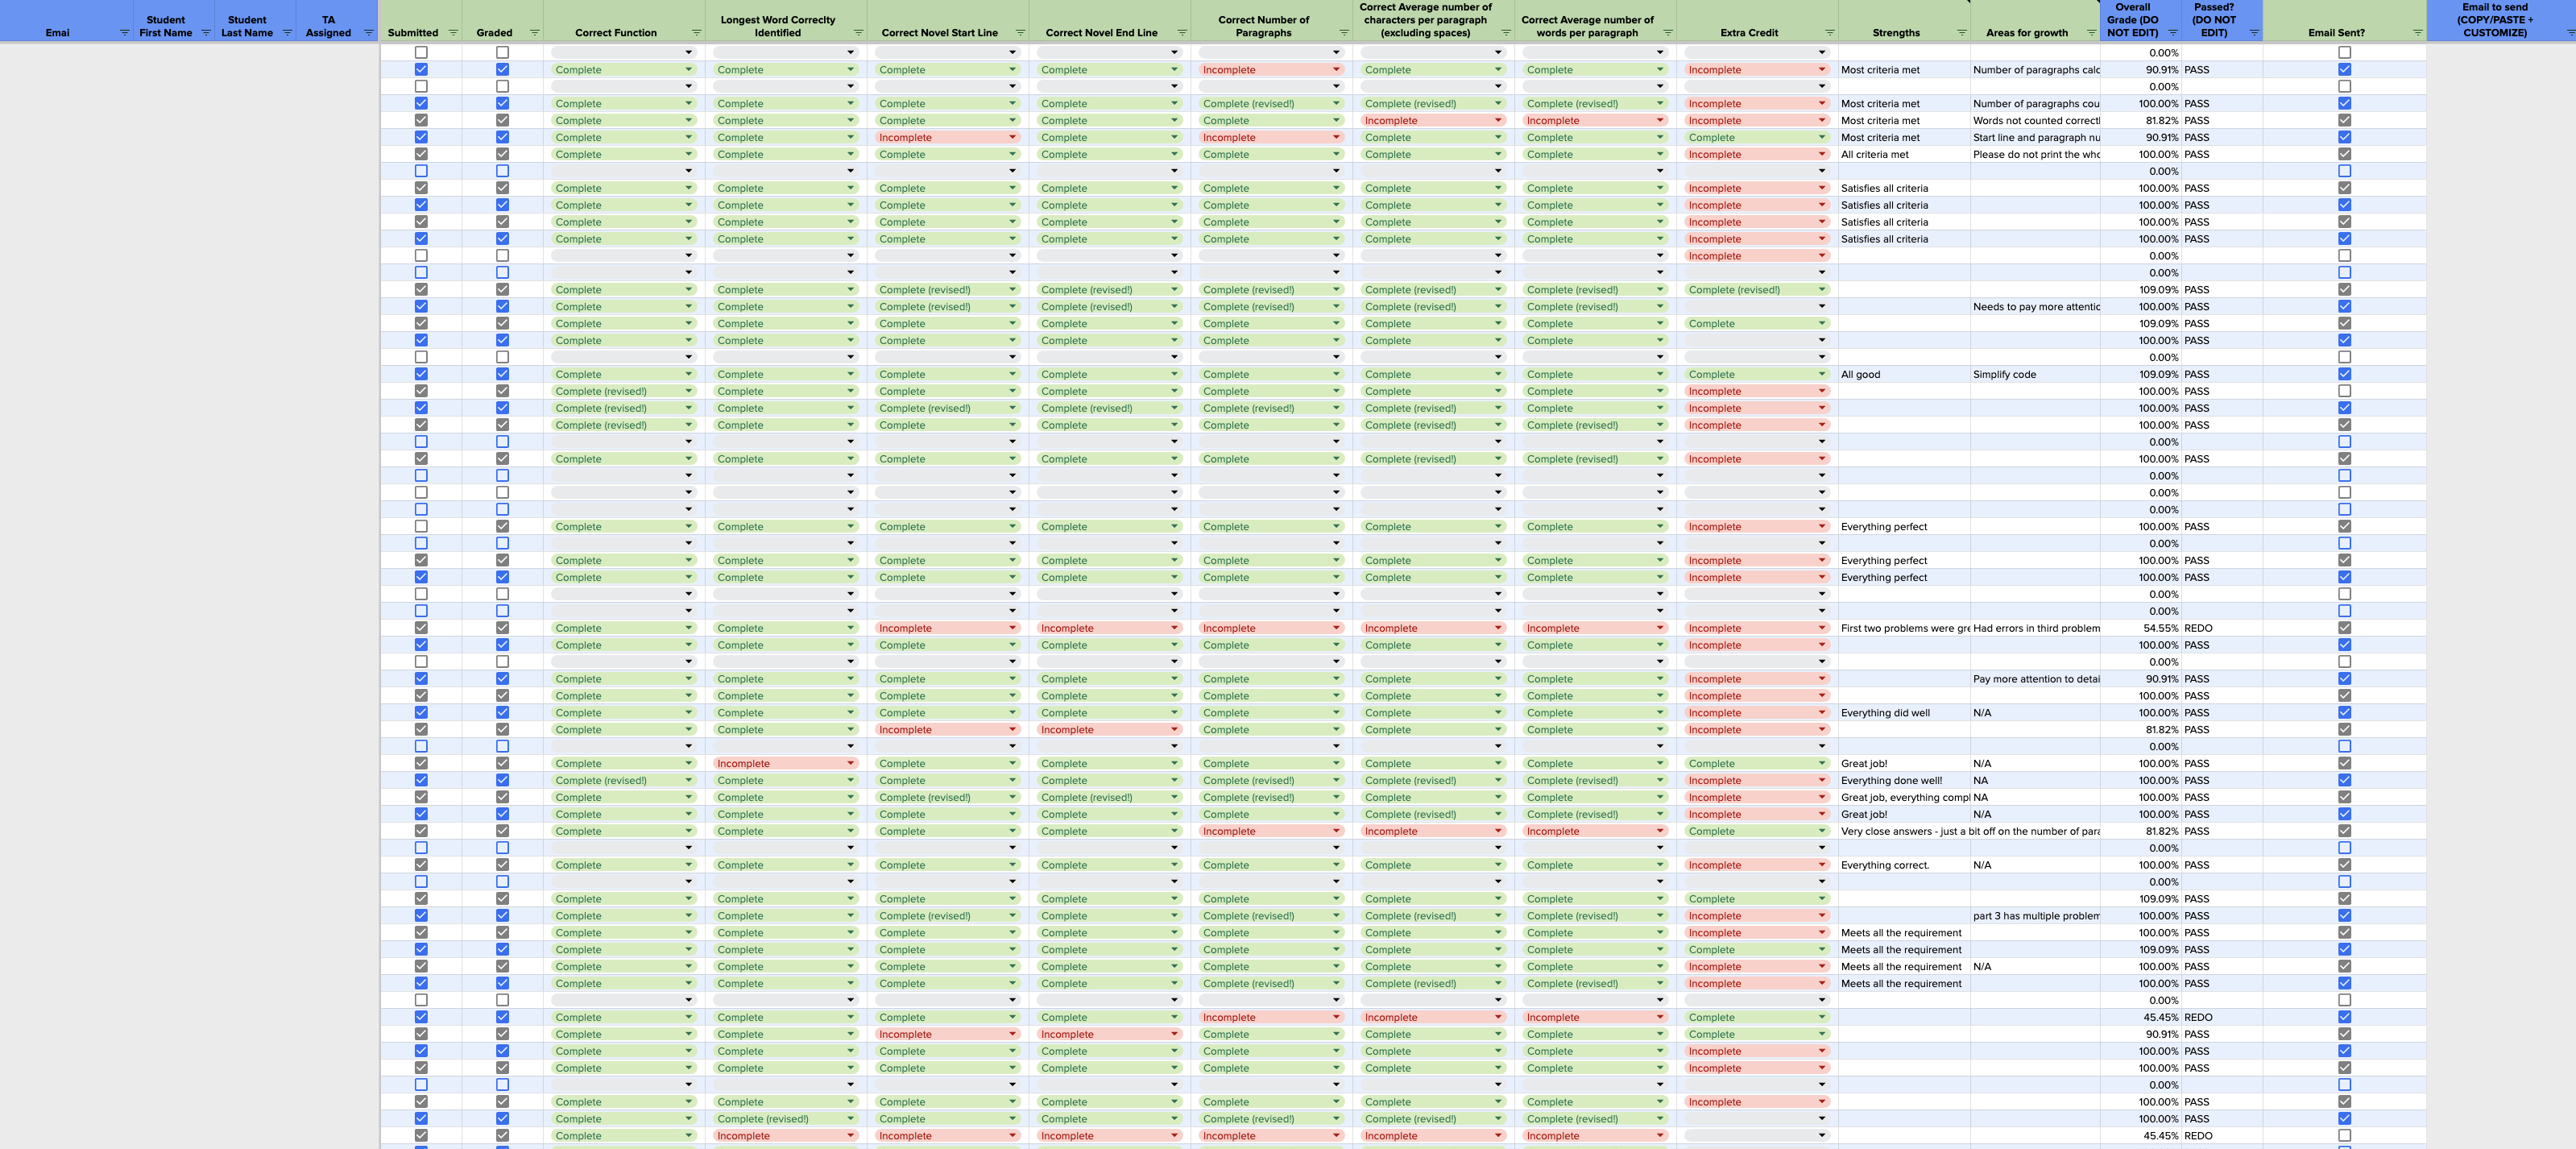 Emai	Student First Name	Student Last Name	TA Assigned	Submitted	Graded	Correct Function	Longest Word Correclty Identified	Correct Novel Start Line	Correct Novel End Line	Correct Number of Paragraphs	Correct Average number of characters per paragraph (excluding spaces)	Correct Average number of words per paragraph	Extra Credit	Strengths	Areas for growth	Overall Grade (DO NOT EDIT)	Passed? (DO NOT EDIT)	Email Sent?	Email to send (COPY/PASTE + CUSTOMIZE)
0.00%
Complete	Complete	Complete	Complete	Incomplete	Complete	Complete	Incomplete	Most criteria met	Number of paragraphs calc	90.91%	PASS
0.00%
Complete	Complete	Complete	Complete	Complete (revised!)	Complete (revised!)	Complete (revised!)	Incomplete	Most criteria met	Number of paragraphs cou	100.00%	PASS
Complete	Complete	Complete	Complete	Complete	Incomplete	Incomplete	Incomplete	Most criteria met	Words not counted correctl	81.82%	PASS
Complete	Complete	Incomplete	Complete	Incomplete	Complete	Complete	Complete	Most criteria met	Start line and paragraph nu	90.91%	PASS
Complete	Complete	Complete	Complete	Complete	Complete	Complete	Incomplete	All criteria met	Please do not print the who	100.00%	PASS
0.00%
Complete	Complete	Complete	Complete	Complete	Complete	Complete	Incomplete	Satisfies all criteria	100.00%	PASS
Complete	Complete	Complete	Complete	Complete	Complete	Complete	Incomplete	Satisfies all criteria	100.00%	PASS
Complete	Complete	Complete	Complete	Complete	Complete	Complete	Incomplete	Satisfies all criteria	100.00%	PASS
Complete	Complete	Complete	Complete	Complete	Complete	Complete	Incomplete	Satisfies all criteria	100.00%	PASS
Incomplete	0.00%
0.00%
Complete	Complete	Complete (revised!)	Complete (revised!)	Complete (revised!)	Complete (revised!)	Complete (revised!)	Complete (revised!)	109.09%	PASS
Complete	Complete	Complete (revised!)	Complete (revised!)	Complete (revised!)	Complete (revised!)	Complete (revised!)	Needs to pay more attentic	100.00%	PASS
Complete	Complete	Complete	Complete	Complete	Complete	Complete	Complete	109.09%	PASS
Complete	Complete	Complete	Complete	Complete	Complete	Complete	100.00%	PASS
0.00%
Complete	Complete	Complete	Complete	Complete	Complete	Complete	Complete	All good	Simplify code	109.09%	PASS
Complete (revised!)	Complete	Complete	Complete	Complete	Complete	Complete	Incomplete	100.00%	PASS
Complete (revised!)	Complete	Complete (revised!)	Complete (revised!)	Complete (revised!)	Complete (revised!)	Complete	Incomplete	100.00%	PASS
Complete (revised!)	Complete	Complete	Complete	Complete	Complete (revised!)	Complete (revised!)	Incomplete	100.00%	PASS
0.00%
Complete	Complete	Complete	Complete	Complete	Complete (revised!)	Complete (revised!)	Incomplete	100.00%	PASS
0.00%
0.00%
0.00%
Complete	Complete	Complete	Complete	Complete	Complete	Complete	Incomplete	Everything perfect	100.00%	PASS
0.00%
Complete	Complete	Complete	Complete	Complete	Complete	Complete	Incomplete	Everything perfect	100.00%	PASS
Complete	Complete	Complete	Complete	Complete	Complete	Complete	Incomplete	Everything perfect	100.00%	PASS
0.00%
0.00%
Complete	Complete	Incomplete	Incomplete	Incomplete	Incomplete	Incomplete	Incomplete	First two problems were gre	Had errors in third problem	54.55%	REDO
Complete	Complete	Complete	Complete	Complete	Complete	Complete	Incomplete	100.00%	PASS
0.00%
Complete	Complete	Complete	Complete	Complete	Complete	Complete	Incomplete	Pay more attention to detai	90.91%	PASS
Complete	Complete	Complete	Complete	Complete	Complete	Complete	Incomplete	100.00%	PASS
Complete	Complete	Complete	Complete	Complete	Complete	Complete	Incomplete	Everything did well	N/A	100.00%	PASS
Complete	Complete	Incomplete	Incomplete	Complete	Complete	Complete	Incomplete	81.82%	PASS
0.00%
Complete	Incomplete	Complete	Complete	Complete	Complete	Complete	Complete	Great job!	N/A	100.00%	PASS
Complete (revised!)	Complete	Complete	Complete	Complete (revised!)	Complete (revised!)	Complete (revised!)	Incomplete	Everything done well!	NA	100.00%	PASS
Complete	Complete	Complete (revised!)	Complete (revised!)	Complete (revised!)	Complete	Complete	Incomplete	Great job, everything compl	NA	100.00%	PASS
Complete	Complete	Complete	Complete	Complete	Complete (revised!)	Complete (revised!)	Incomplete	Great job!	N/A	100.00%	PASS
Complete	Complete	Complete	Complete	Incomplete	Incomplete	Incomplete	Complete	Very close answers - just a bit off on the number of para	81.82%	PASS
0.00%
Complete	Complete	Complete	Complete	Complete	Complete	Complete	Incomplete	Everything correct.	N/A	100.00%	PASS
0.00%
Complete	Complete	Complete	Complete	Complete	Complete	Complete	Complete	109.09%	PASS
Complete	Complete	Complete (revised!)	Complete	Complete (revised!)	Complete (revised!)	Complete (revised!)	Incomplete	part 3 has multiple problem	100.00%	PASS
Complete	Complete	Complete	Complete	Complete	Complete	Complete	Incomplete	Meets all the requirement	100.00%	PASS
Complete	Complete	Complete	Complete	Complete	Complete	Complete	Complete	Meets all the requirement	109.09%	PASS
Complete	Complete	Complete	Complete	Complete	Complete	Complete	Incomplete	Meets all the requirement	N/A	100.00%	PASS
Complete	Complete	Complete	Complete	Complete (revised!)	Complete (revised!)	Complete (revised!)	Incomplete	Meets all the requirement	100.00%	PASS
0.00%
Complete	Complete	Complete	Complete	Incomplete	Incomplete	Incomplete	Complete	45.45%	REDO
Complete	Complete	Incomplete	Incomplete	Complete	Complete	Complete	Complete	90.91%	PASS
Complete	Complete	Complete	Complete	Complete	Complete	Complete	Incomplete	100.00%	PASS
Complete	Complete	Complete	Complete	Complete	Complete	Complete	Incomplete	100.00%	PASS
0.00%
Complete	Complete	Complete	Complete	Complete	Complete	Complete	Incomplete	100.00%	PASS
Complete	Complete (revised!)	Complete	Complete	Complete (revised!)	Complete (revised!)	Complete (revised!)	100.00%	PASS
Complete	Incomplete	Incomplete	Incomplete	Incomplete	Incomplete	Incomplete	45.45%	REDO